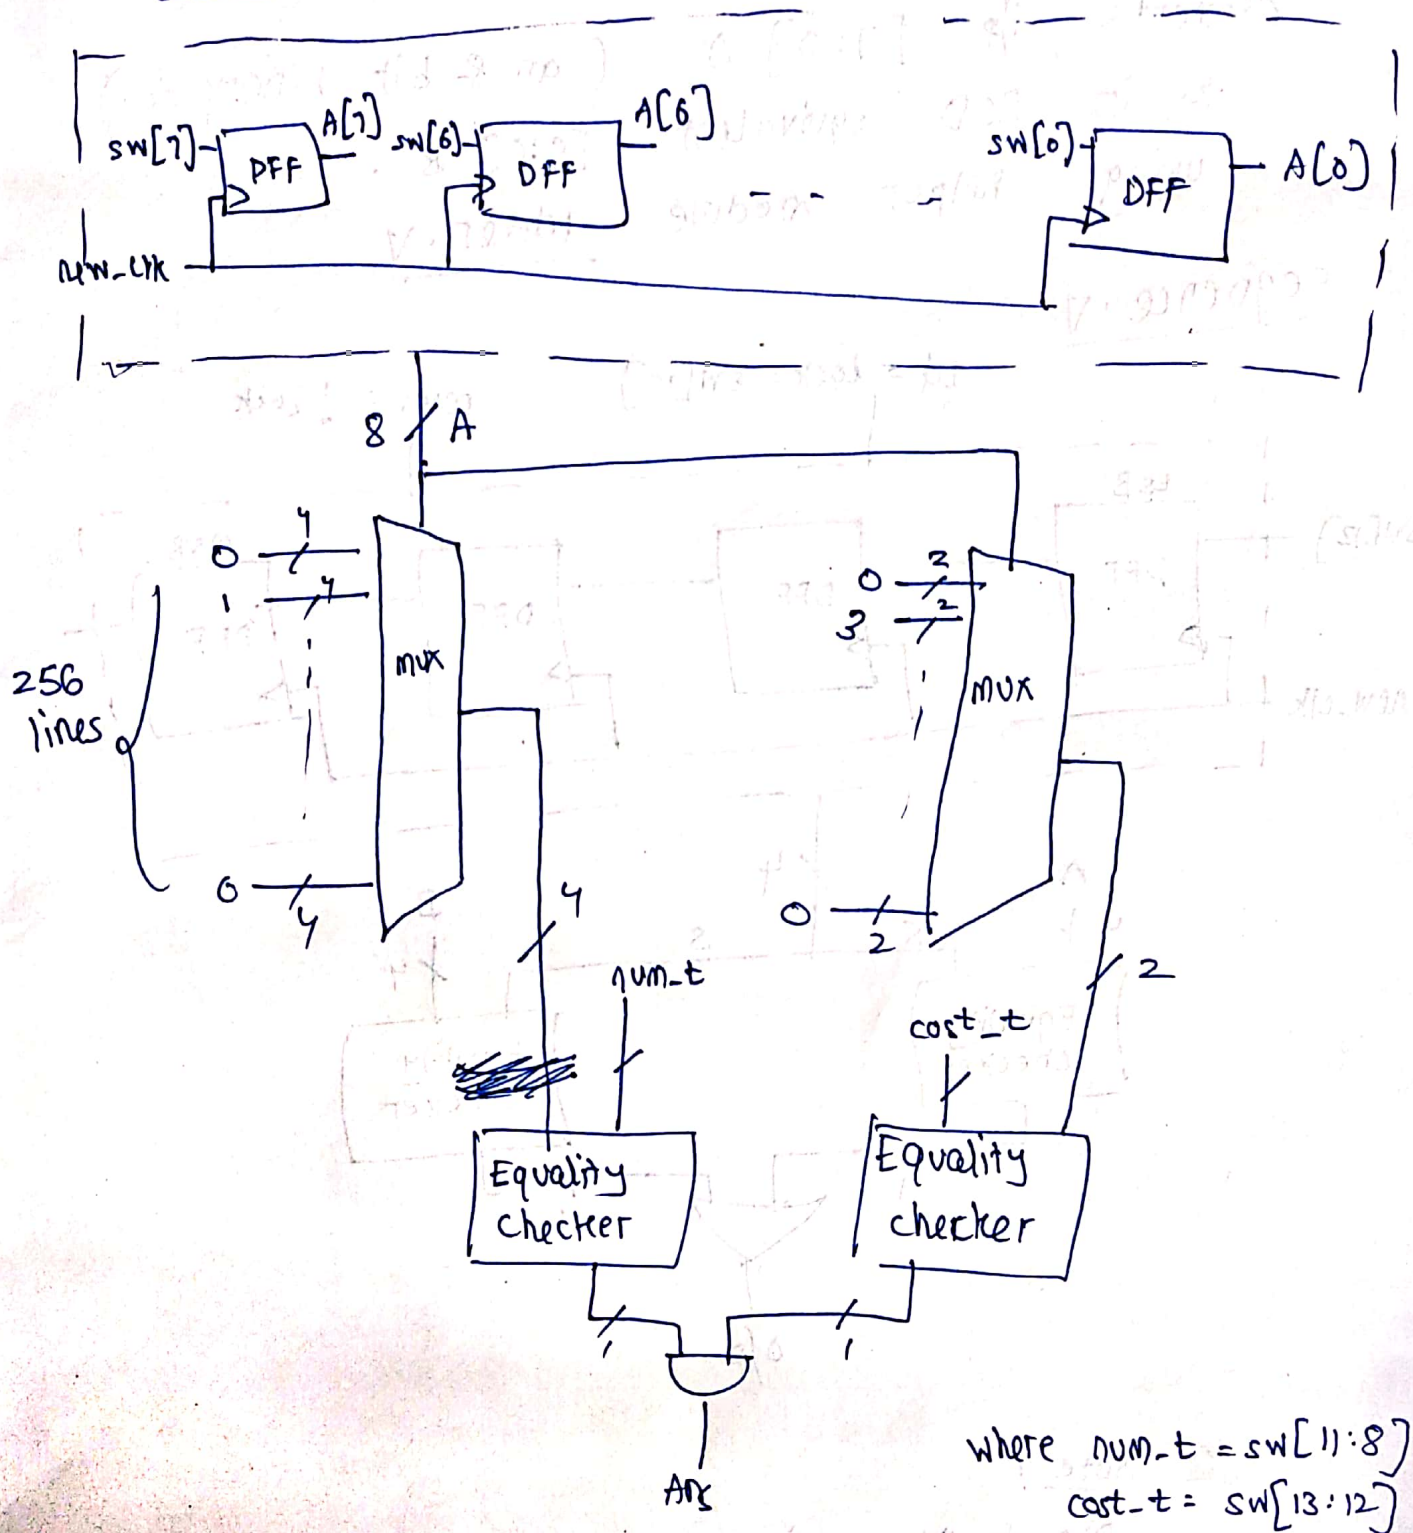 sw[7] DFF A[7] sw[6] DFF A[6] - - - sw[0] DFF A[0]
new_clk
8 A
0 4
1 4
256
lines
mux
0 4
4
0 2
3 2
mux
0 2
2
num_t
cost_t
Equality
checker
Equality
checker
1
1
Ans
where num_t = sw[11:8]
cost_t = sw[13:12]